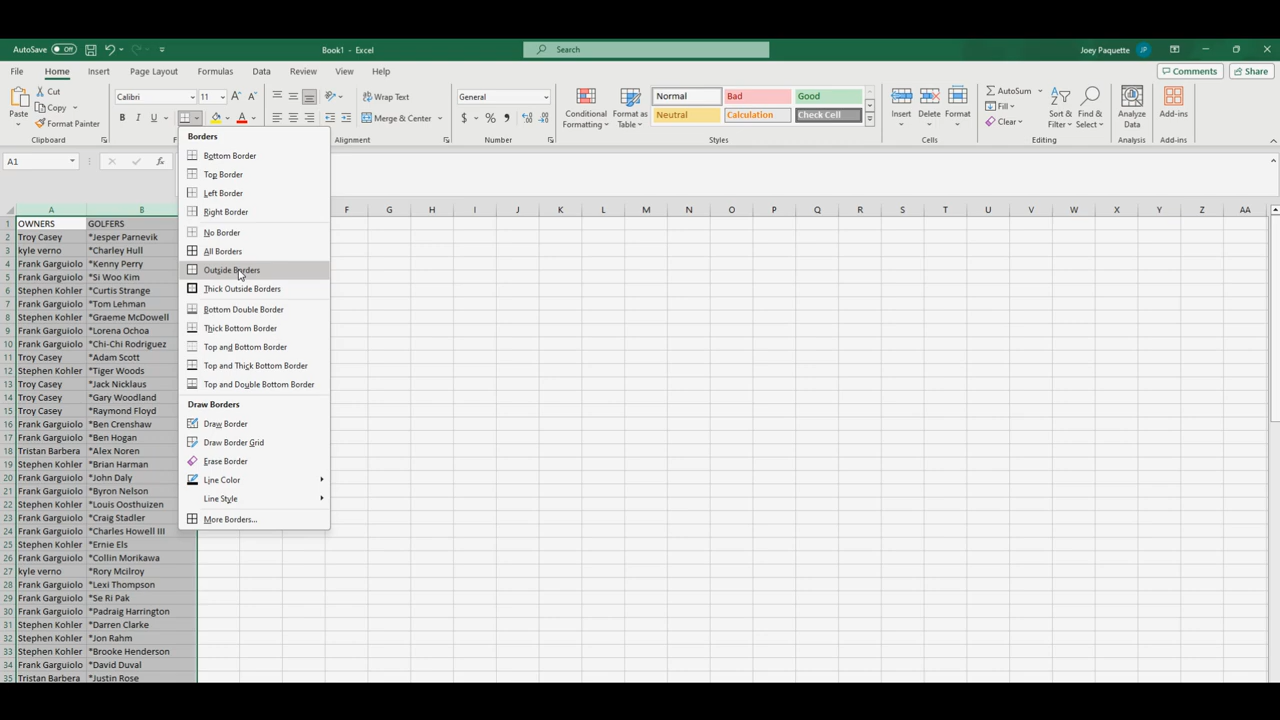 AutoSave Off
Book1 - Excel
Search
Joey Paquette JP
File Home Insert Page Layout Formulas Data Review View Help
Comments Share
Paste
Cut
Copy
Format Painter
Clipboard
Calibri 11
B I U
Wrap Text
Merge & Center
Alignment
General
$ % ,
Number
Conditional Formatting
Format as Table
Normal Bad Good
Neutral Calculation Check Cell
Styles
Insert Delete Format
Cells
AutoSum
Fill
Clear
Sort & Filter
Find & Select
Editing
Analyze Data
Analysis
Add-ins
Add-ins
A1
fx
Borders
Bottom Border
Top Border
Left Border
Right Border
No Border
All Borders
Outside Borders
Thick Outside Borders
Bottom Double Border
Thick Bottom Border
Top and Bottom Border
Top and Thick Bottom Border
Top and Double Bottom Border
Draw Borders
Draw Border
Draw Border Grid
Erase Border
Line Color
Line Style
More Borders...
A B F G H I J K L M N O P Q R S T U V W X Y Z AA
1 OWNERS GOLFERS
2 Troy Casey *Jesper Parnevik
3 kyle verno *Charley Hull
4 Frank Garguiolo *Kenny Perry
5 Frank Garguiolo *Si Woo Kim
6 Stephen Kohler *Curtis Strange
7 Frank Garguiolo *Tom Lehman
8 Stephen Kohler *Graeme McDowell
9 Frank Garguiolo *Lorena Ochoa
10 Frank Garguiolo *Chi-Chi Rodriguez
11 Troy Casey *Adam Scott
12 Stephen Kohler *Tiger Woods
13 Troy Casey *Jack Nicklaus
14 Troy Casey *Gary Woodland
15 Troy Casey *Raymond Floyd
16 Frank Garguiolo *Ben Crenshaw
17 Frank Garguiolo *Ben Hogan
18 Tristan Barbera *Alex Noren
19 Stephen Kohler *Brian Harman
20 Frank Garguiolo *John Daly
21 Frank Garguiolo *Byron Nelson
22 Stephen Kohler *Louis Oosthuizen
23 Frank Garguiolo *Craig Stadler
24 Frank Garguiolo *Charles Howell III
25 Stephen Kohler *Ernie Els
26 Frank Garguiolo *Collin Morikawa
27 kyle verno *Rory Mcilroy
28 Frank Garguiolo *Lexi Thompson
29 Frank Garguiolo *Se Ri Pak
30 Frank Garguiolo *Padraig Harrington
31 Stephen Kohler *Darren Clarke
32 Stephen Kohler *Jon Rahm
33 Stephen Kohler *Brooke Henderson
34 Frank Garguiolo *David Duval
35 Tristan Barbera *Justin Rose